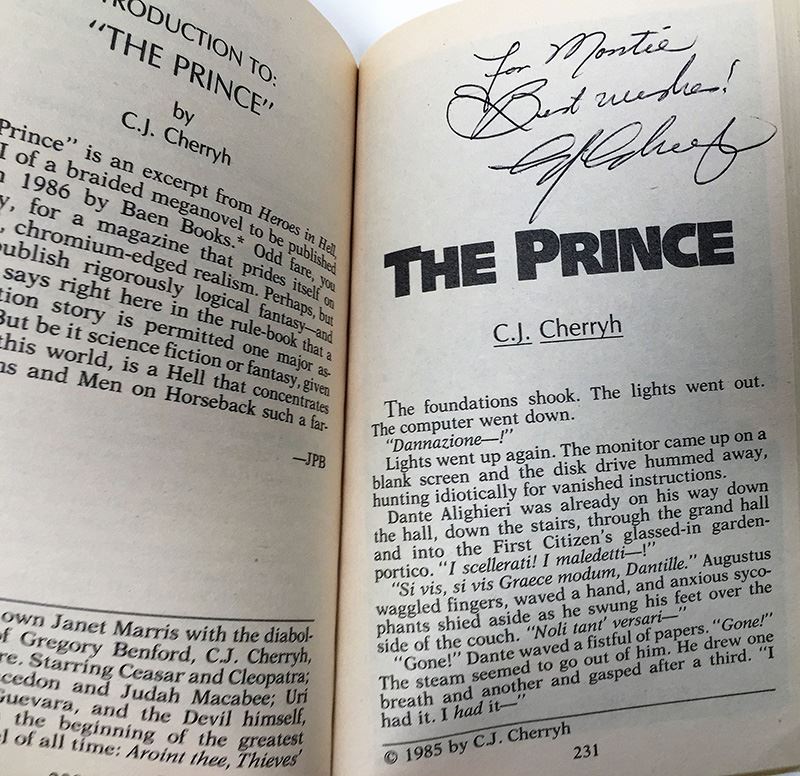 TRODUCTION TO:
"THE PRINCE"
by
C.J. Cherryh
Prince" is an excerpt from Heroes in Hell,
I of a braided meganovel to be published
1986 by Baen Books.* Odd fare, you
for a magazine that prides itself on
, chromium-edged realism. Perhaps, but
publish rigorously logical fantasy—and
says right here in the rule-book that a
tion story is permitted one major as-
But be it science fiction or fantasy, given
this world, is a Hell that concentrates
ns and Men on Horseback such a far-
—JPB
own Janet Marris with the diabol-
f Gregory Benford, C.J. Cherryh,
re. Starring Ceasar and Cleopatra;
cedon and Judah Macabee; Uri
Guevara, and the Devil himself,
the beginning of the greatest
l of all time: Aroint thee, Thieves'
For Montie
Best wishes!
CJ Cherryh
THE PRINCE
C.J. Cherryh
The foundations shook. The lights went out.
The computer went down.
"Dannazione—!"
Lights went up again. The monitor came up on a
blank screen and the disk drive hummed away,
hunting idiotically for vanished instructions.
Dante Alighieri was already on his way down
the hall, down the stairs, through the grand hall
and into the First Citizen's glassed-in garden-
portico. "I scellerati! I maledetti—!"
"Si vis, si vis Graece modum, Dantille." Augustus
waggled fingers, waved a hand, and anxious syco-
phants shied aside as he swung his feet over the
side of the couch. "Noli tant' versari—"
"Gone!" Dante waved a fistful of papers. "Gone!"
The steam seemed to go out of him. He drew one
breath and another and gasped after a third. "I
had it. I had it—"
© 1985 by C.J. Cherryh
231